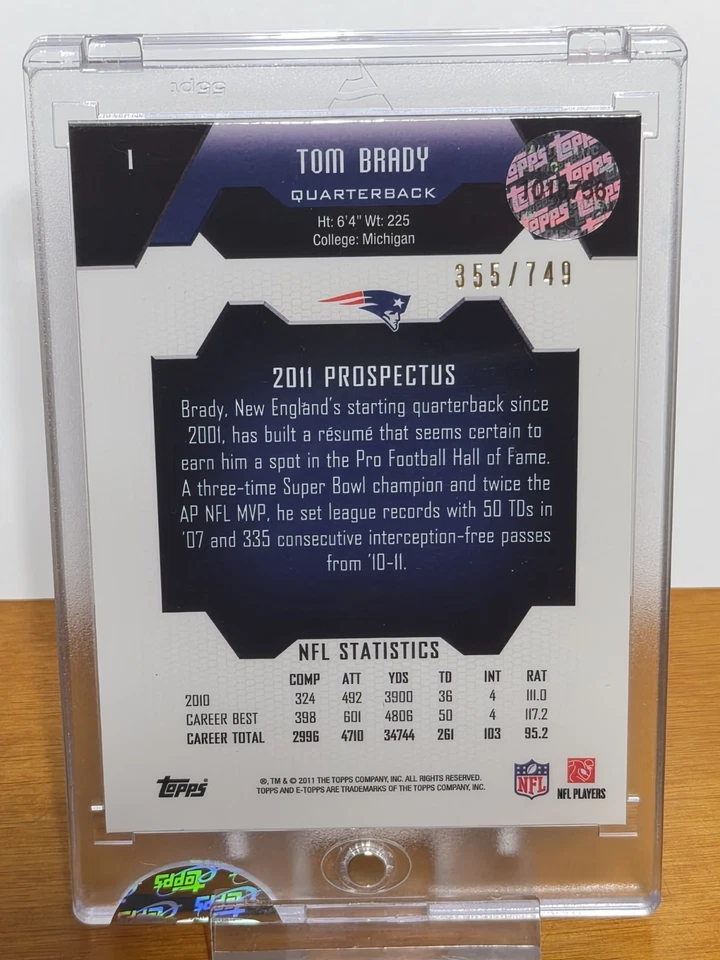 1
TOM BRADY
QUARTERBACK
Ht: 6'4" Wt: 225
College: Michigan
topps
355/749
2011 PROSPECTUS
Brady, New England's starting quarterback since
2001, has built a résumé that seems certain to
earn him a spot in the Pro Football Hall of Fame.
A three-time Super Bowl champion and twice the
AP NFL MVP, he set league records with 50 TDs in
'07 and 335 consecutive interception-free passes
from '10-11.
NFL STATISTICS
COMP ATT YDS TD INT RAT
2010 324 492 3900 36 4 111.0
CAREER BEST 398 601 4806 50 4 117.2
CAREER TOTAL 2996 4710 34744 261 103 95.2
topps®
®, TM & © 2011 THE TOPPS COMPANY, INC. ALL RIGHTS RESERVED.
TOPPS AND E-TOPPS ARE TRADEMARKS OF THE TOPPS COMPANY, INC.
NFL
NFL PLAYERS
topps